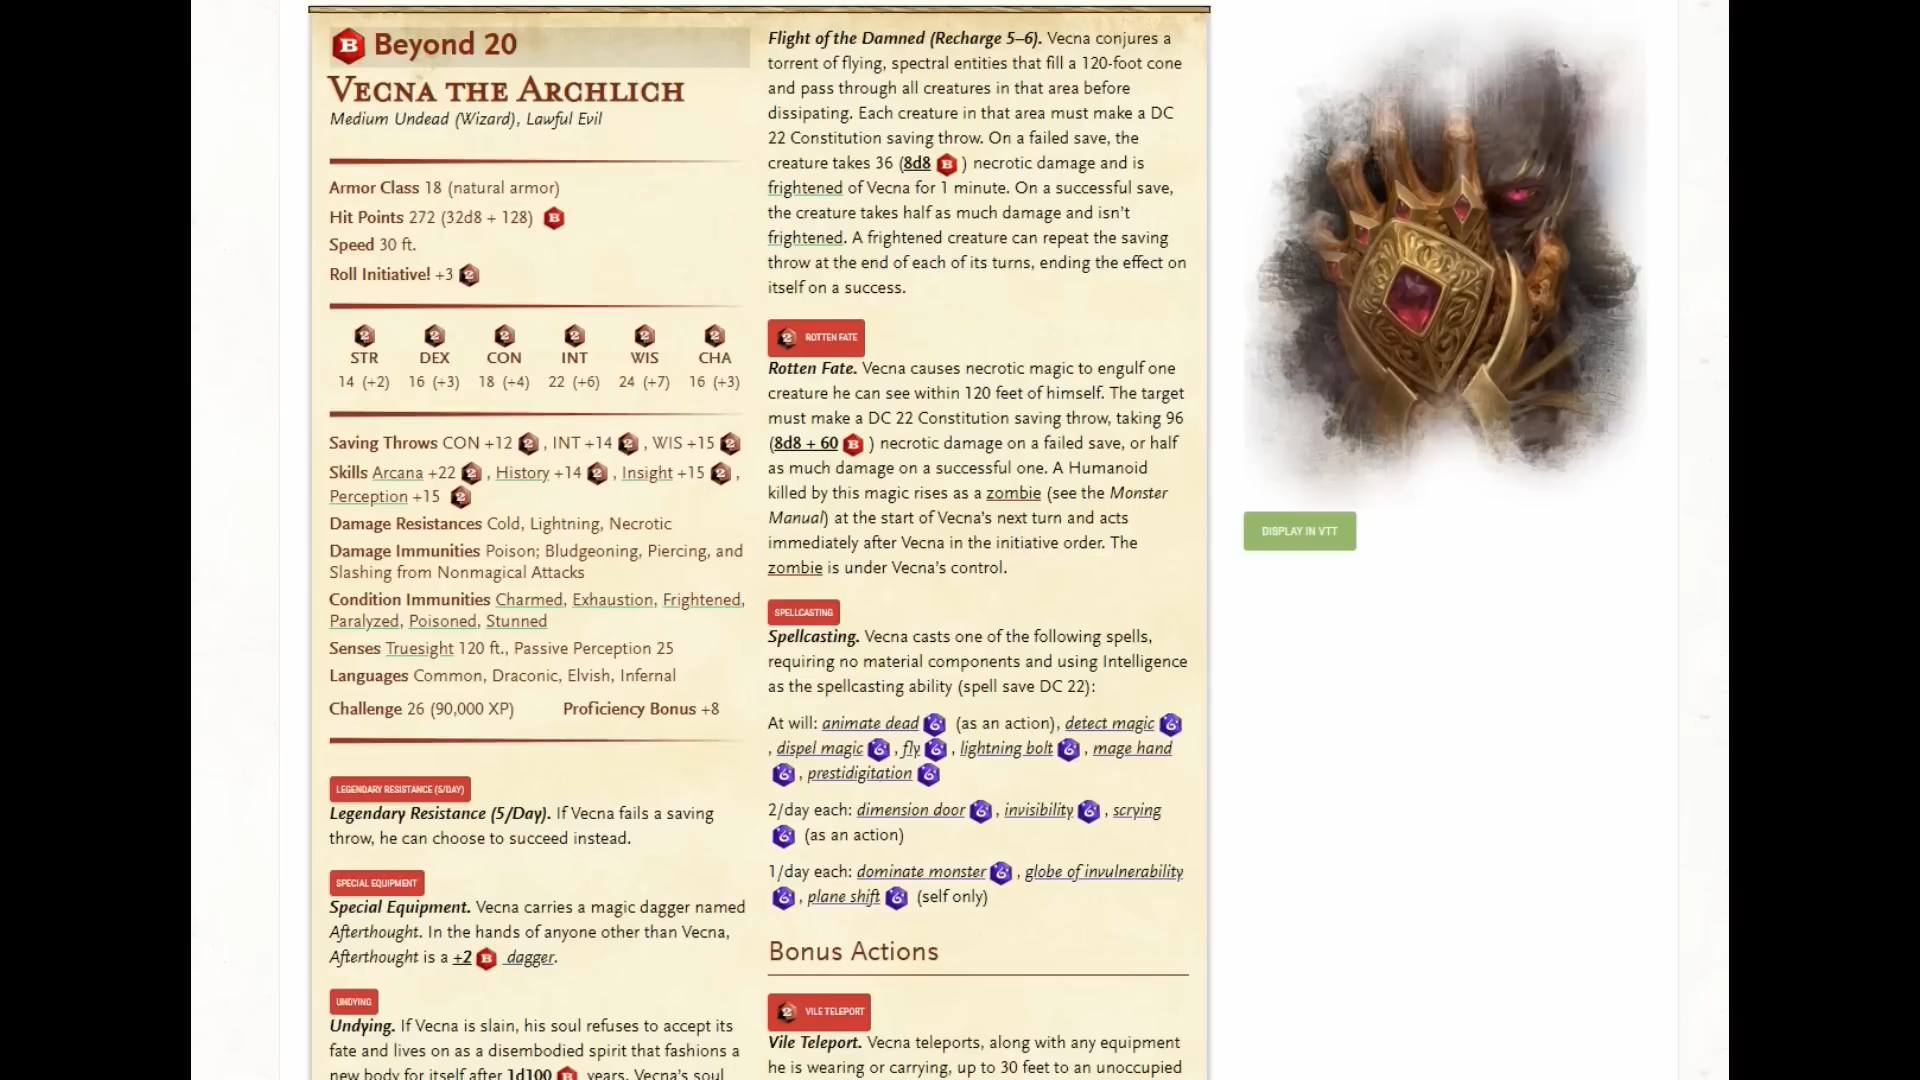 Beyond 20
Vecna the Archlich
Medium Undead (Wizard), Lawful Evil
Armor Class 18 (natural armor)
Hit Points 272 (32d8 + 128)
Speed 30 ft.
Roll Initiative! +3
STR DEX CON INT WIS CHA
14 (+2) 16 (+3) 18 (+4) 22 (+6) 24 (+7) 16 (+3)
Saving Throws CON +12 , INT +14 , WIS +15
Skills Arcana +22 , History +14 , Insight +15 ,
Perception +15
Damage Resistances Cold, Lightning, Necrotic
Damage Immunities Poison; Bludgeoning, Piercing, and
Slashing from Nonmagical Attacks
Condition Immunities Charmed, Exhaustion, Frightened,
Paralyzed, Poisoned, Stunned
Senses Truesight 120 ft., Passive Perception 25
Languages Common, Draconic, Elvish, Infernal
Challenge 26 (90,000 XP) Proficiency Bonus +8
LEGENDARY RESISTANCE (5/DAY)
Legendary Resistance (5/Day). If Vecna fails a saving
throw, he can choose to succeed instead.
SPECIAL EQUIPMENT
Special Equipment. Vecna carries a magic dagger named
Afterthought. In the hands of anyone other than Vecna,
Afterthought is a +2 dagger.
UNDYING
Undying. If Vecna is slain, his soul refuses to accept its
fate and lives on as a disembodied spirit that fashions a
new body for itself after 1d100 years. Vecna's soul
Flight of the Damned (Recharge 5–6). Vecna conjures a
torrent of flying, spectral entities that fill a 120-foot cone
and pass through all creatures in that area before
dissipating. Each creature in that area must make a DC
22 Constitution saving throw. On a failed save, the
creature takes 36 (8d8 ) necrotic damage and is
frightened of Vecna for 1 minute. On a successful save,
the creature takes half as much damage and isn't
frightened. A frightened creature can repeat the saving
throw at the end of each of its turns, ending the effect on
itself on a success.
ROTTEN FATE
Rotten Fate. Vecna causes necrotic magic to engulf one
creature he can see within 120 feet of himself. The target
must make a DC 22 Constitution saving throw, taking 96
(8d8 + 60 ) necrotic damage on a failed save, or half
as much damage on a successful one. A Humanoid
killed by this magic rises as a zombie (see the Monster
Manual) at the start of Vecna's next turn and acts
immediately after Vecna in the initiative order. The
zombie is under Vecna's control.
SPELLCASTING
Spellcasting. Vecna casts one of the following spells,
requiring no material components and using Intelligence
as the spellcasting ability (spell save DC 22):
At will: animate dead (as an action), detect magic
, dispel magic , fly , lightning bolt , mage hand
, prestidigitation
2/day each: dimension door , invisibility , scrying
(as an action)
1/day each: dominate monster , globe of invulnerability
, plane shift (self only)
Bonus Actions
VILE TELEPORT
Vile Teleport. Vecna teleports, along with any equipment
he is wearing or carrying, up to 30 feet to an unoccupied
DISPLAY IN VTT